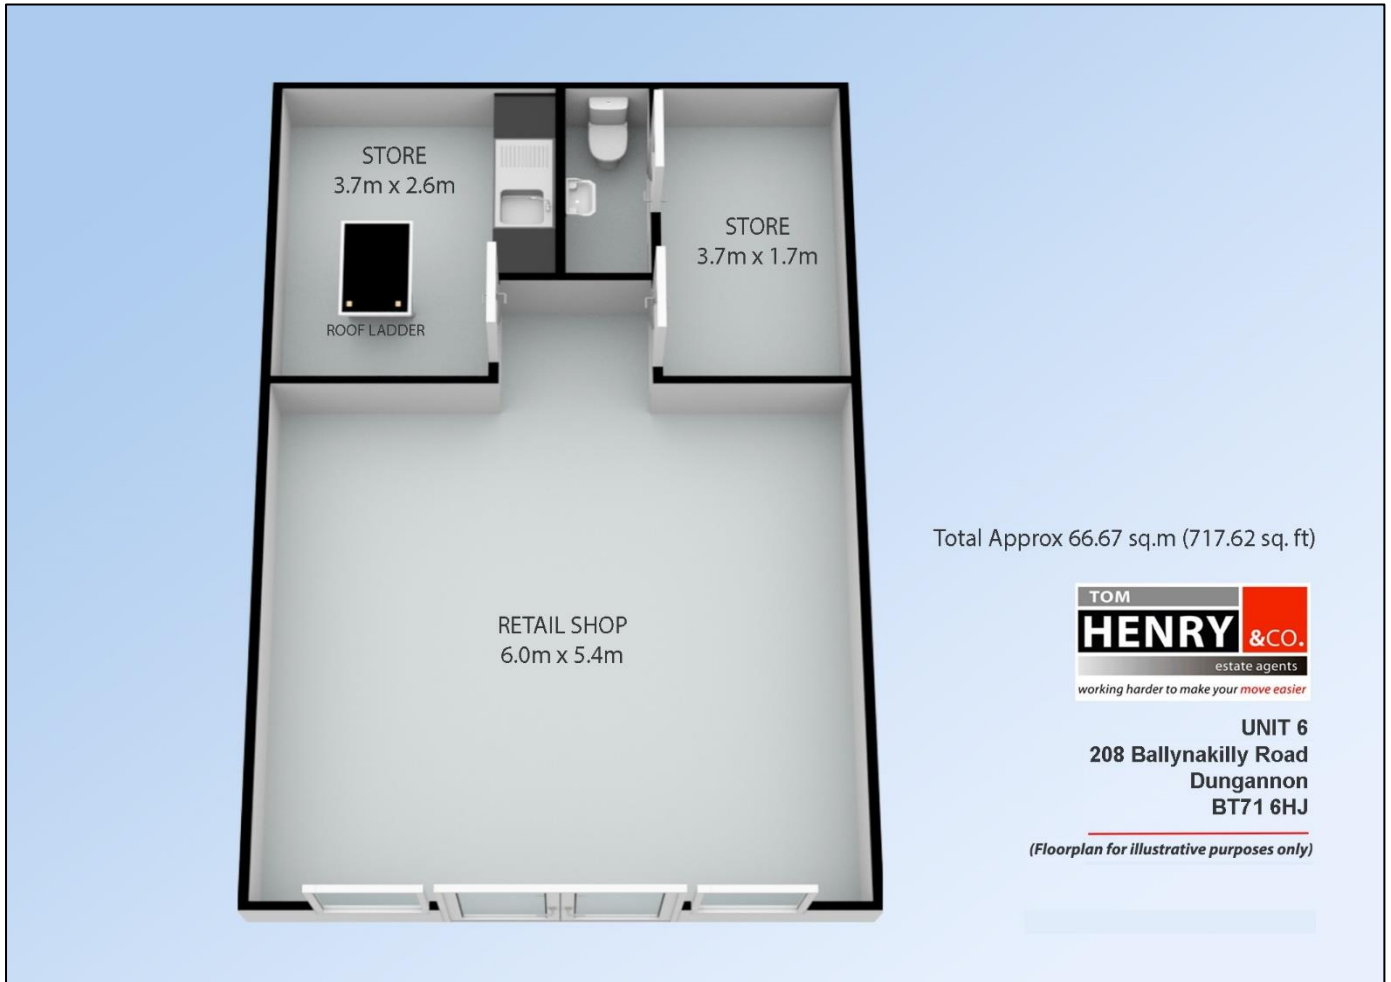 STORE
3.7m x 2.6m
STORE
3.7m x 1.7m
ROOF LADDER
RETAIL SHOP
6.0m x 5.4m
Total Approx 66.67 sq.m (717.62 sq. ft)
TOM
HENRY &CO.
estate agents
working harder to make your move easier
UNIT 6
208 Ballynakilly Road
Dungannon
BT71 6HJ
(Floorplan for illustrative purposes only)